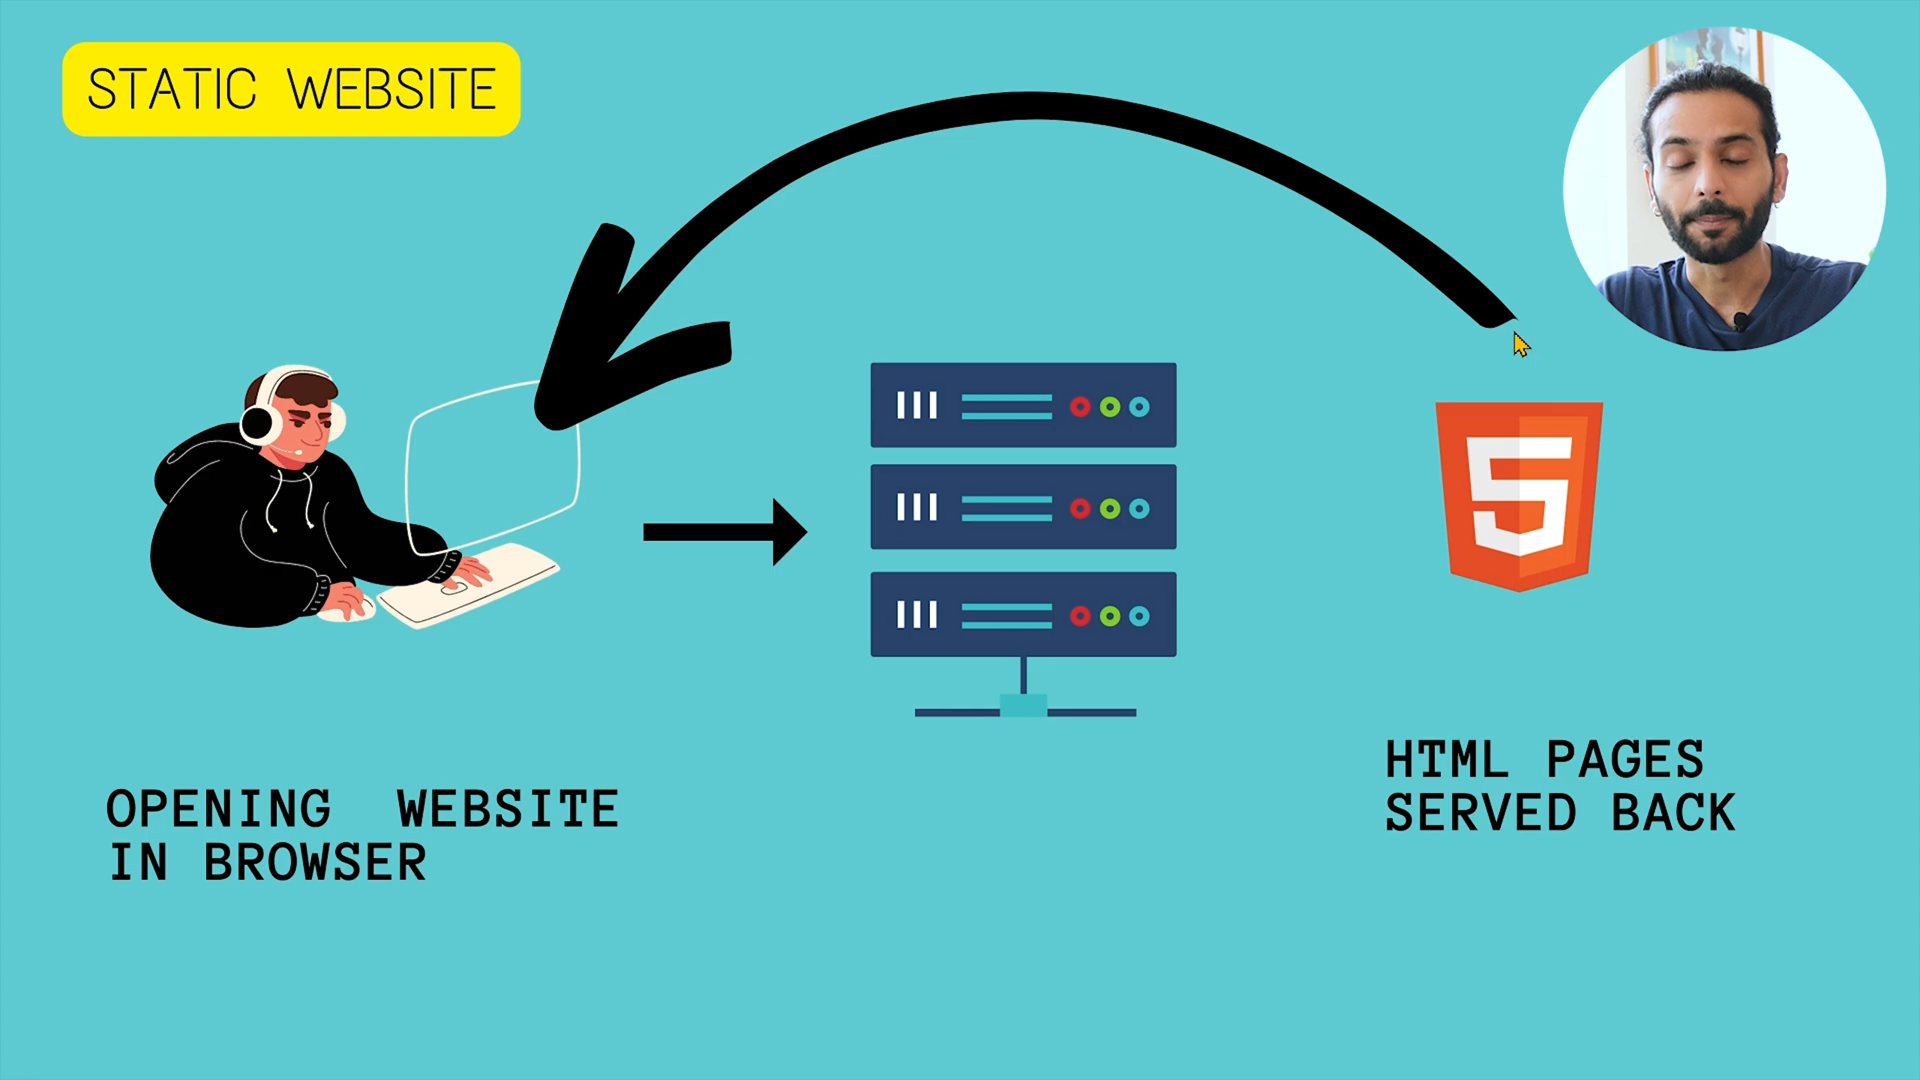 STATIC WEBSITE
OPENING WEBSITE
IN BROWSER
HTML PAGES
SERVED BACK
5